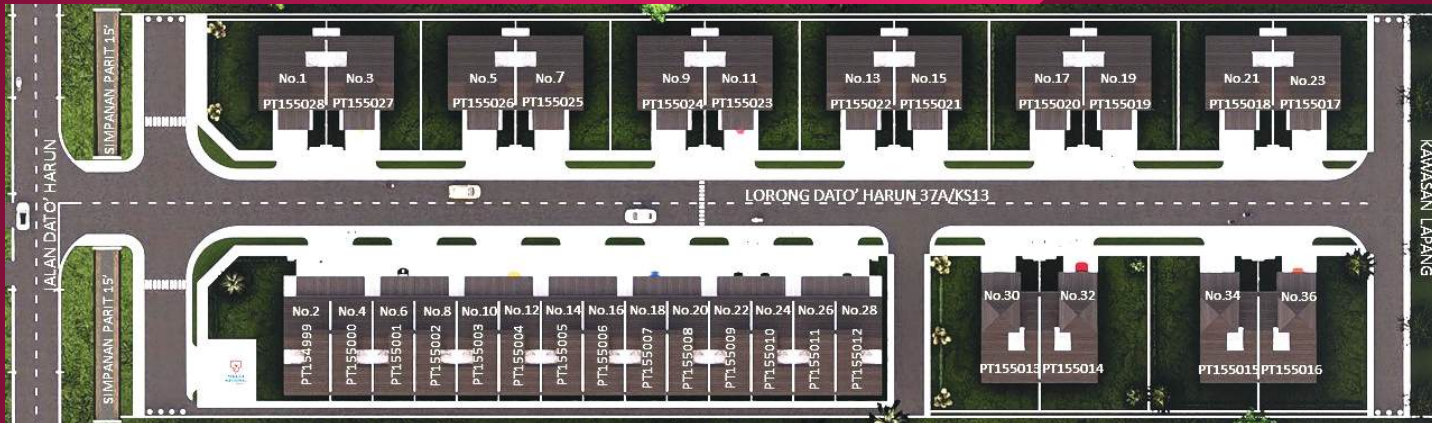 SIMPANAN PARIT 15'
JALAN DATO' HARUN
SIMPANAN PARIT 15'
No.1
No.3
No.5
No.7
No.9
No.11
No.13
No.15
No.17
No.19
No.21
No.23
PT155028
PT155027
PT155026
PT155025
PT155024
PT155023
PT155022
PT155021
PT155020
PT155019
PT155018
PT155017
LORONG DATO' HARUN 37A/KS13
KAWASAN LAPANG
No.2
No.4
No.6
No.8
No.10
No.12
No.14
No.16
No.18
No.20
No.22
No.24
No.26
No.28
PT154999
PT155000
PT155001
PT155002
PT155003
PT155004
PT155005
PT155006
PT155007
PT155008
PT155009
PT155010
PT155011
PT155012
No.30
No.32
No.34
No.36
PT155013
PT155014
PT155015
PT155016